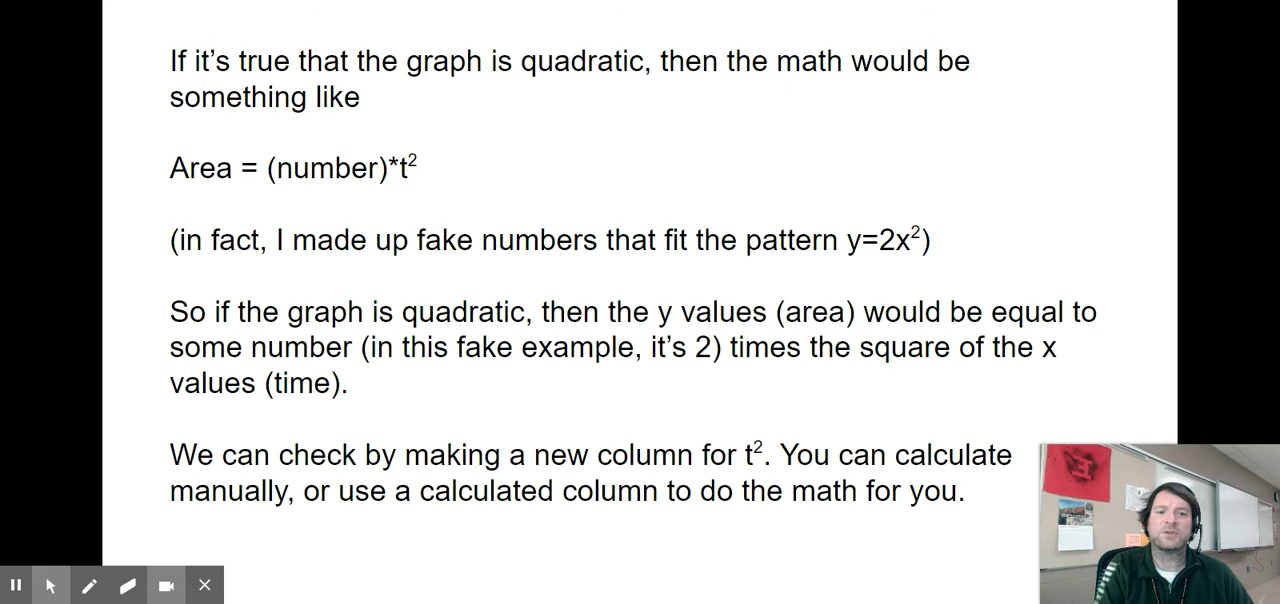 If it’s true that the graph is quadratic, then the math would be
something like
Area = (number)*t²
(in fact, I made up fake numbers that fit the pattern y=2x²)
So if the graph is quadratic, then the y values (area) would be equal to
some number (in this fake example, it’s 2) times the square of the x
values (time).
We can check by making a new column for t². You can calculate
manually, or use a calculated column to do the math for you.